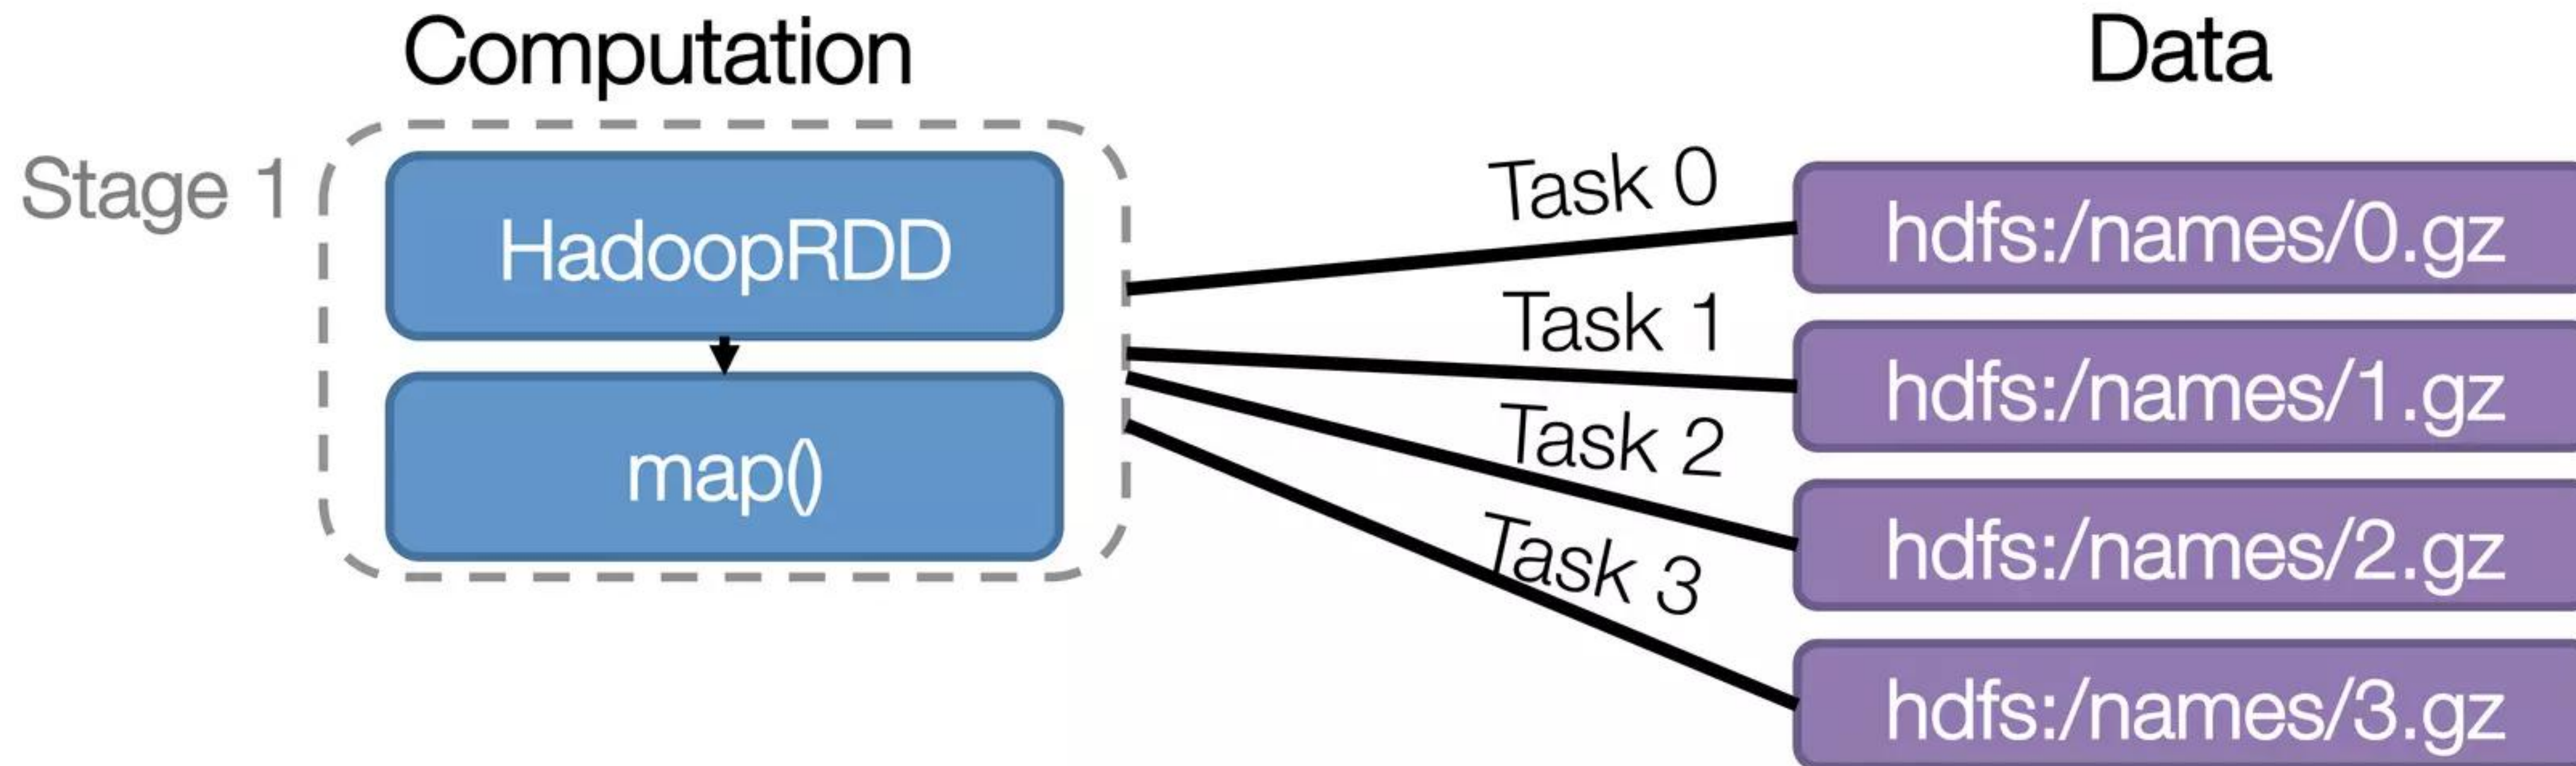 Computation
Data
Stage 1
HadoopRDD
map()
Task 0
Task 1
Task 2
Task 3
hdfs:/names/0.gz
hdfs:/names/1.gz
hdfs:/names/2.gz
hdfs:/names/3.gz